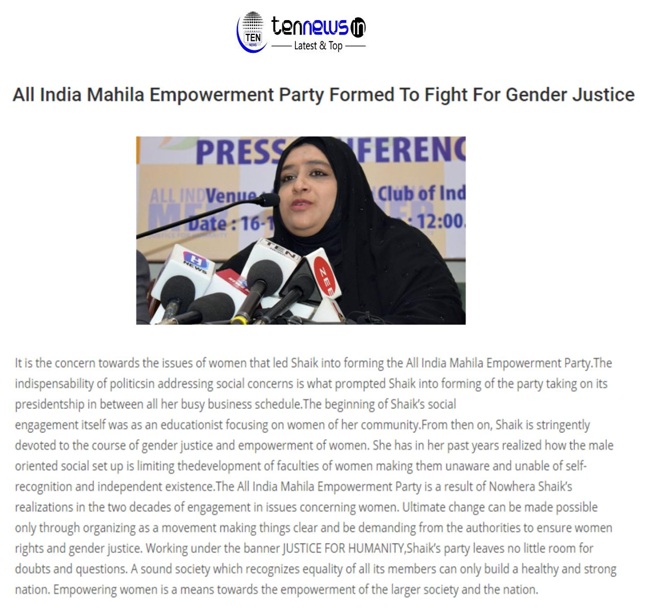 TEN
NEWS
tennewsin
Latest & Top
All India Mahila Empowerment Party Formed To Fight For Gender Justice
PRESS FERENC
ALL IND Venue Club of Ind
Date : 16-1 : 12:00
NEWS
TEN
It is the concern towards the issues of women that led Shaik into forming the All India Mahila Empowerment Party.The
indispensability of politicsin addressing social concerns is what prompted Shaik into forming of the party taking on its
presidentship in between all her busy business schedule.The beginning of Shaik’s social
engagement itself was as an educationist focusing on women of her community.From then on, Shaik is stringently
devoted to the course of gender justice and empowerment of women. She has in her past years realized how the male
oriented social set up is limiting thedevelopment of faculties of women making them unaware and unable of self-
recognition and independent existence.The All India Mahila Empowerment Party is a result of Nowhera Shaik’s
realizations in the two decades of engagement in issues concerning women. Ultimate change can be made possible
only through organizing as a movement making things clear and be demanding from the authorities to ensure women
rights and gender justice. Working under the banner JUSTICE FOR HUMANITY,Shaik’s party leaves no little room for
doubts and questions. A sound society which recognizes equality of all its members can only build a healthy and strong
nation. Empowering women is a means towards the empowerment of the larger society and the nation.